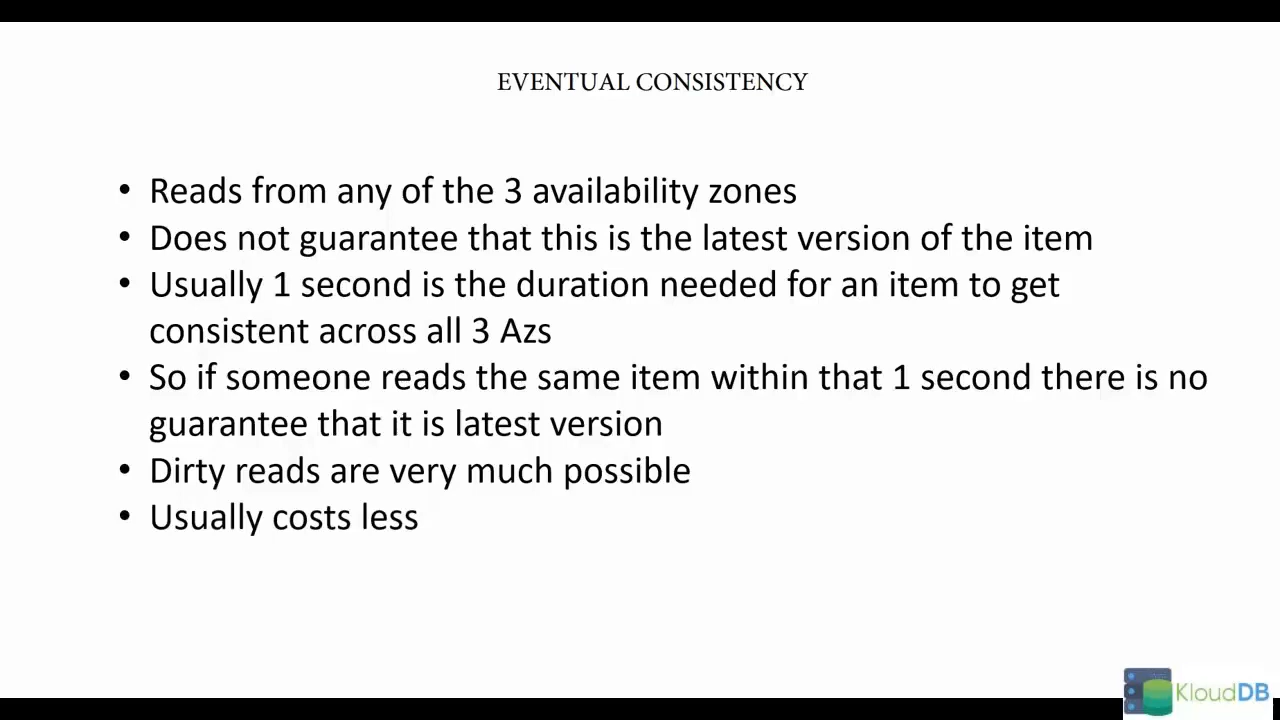 EVENTUAL CONSISTENCY
• Reads from any of the 3 availability zones
• Does not guarantee that this is the latest version of the item
• Usually 1 second is the duration needed for an item to get
consistent across all 3 Azs
• So if someone reads the same item within that 1 second there is no
guarantee that it is latest version
• Dirty reads are very much possible
• Usually costs less
KloudDB